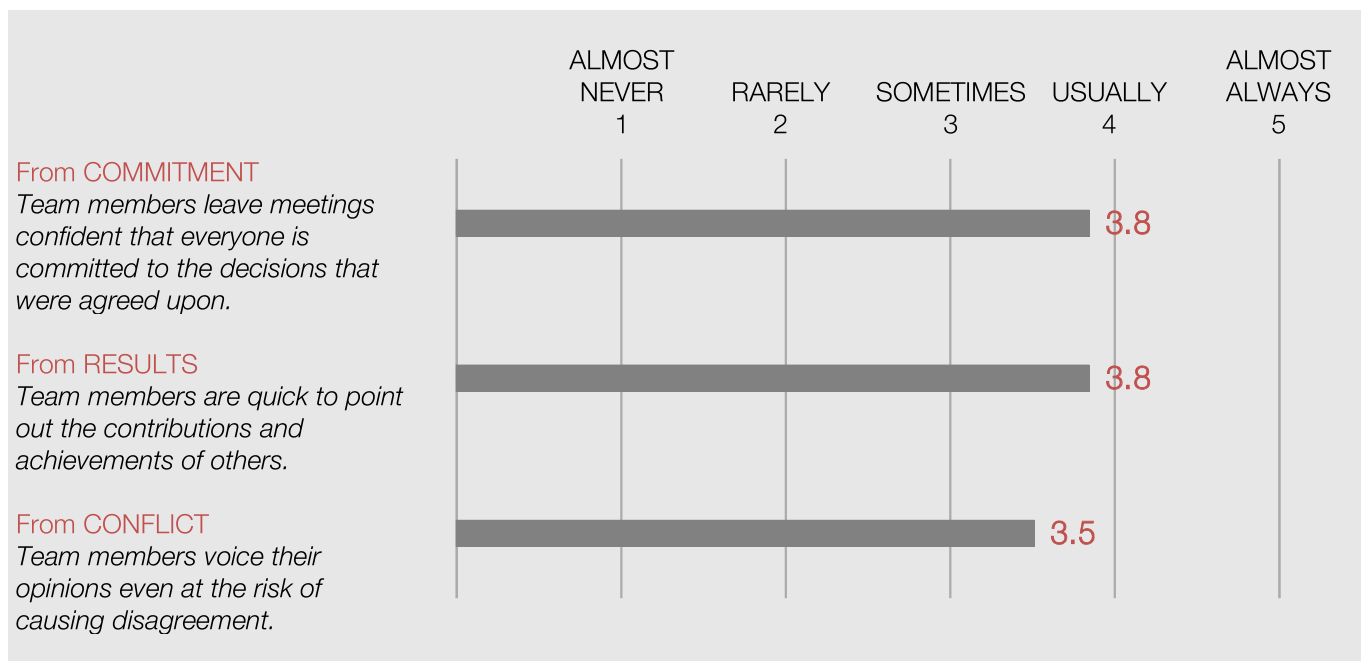 ALMOST NEVER 1
RARELY 2
SOMETIMES 3
USUALLY 4
ALMOST ALWAYS 5
From COMMITMENT
Team members leave meetings
confident that everyone is
committed to the decisions that
were agreed upon.
3.8
From RESULTS
Team members are quick to point
out the contributions and
achievements of others.
3.8
From CONFLICT
Team members voice their
opinions even at the risk of
causing disagreement.
3.5